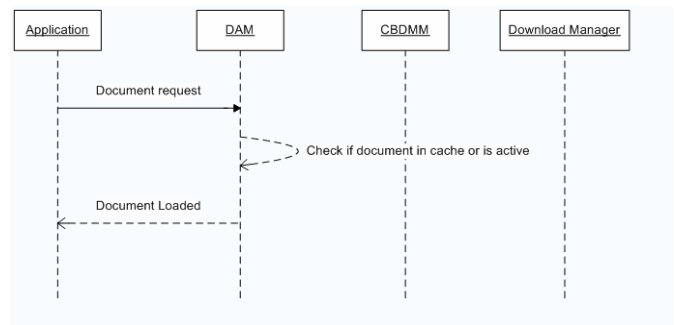 Application
DAM
CBDMM
Download Manager
Document request
Check if document in cache or is active
Document Loaded